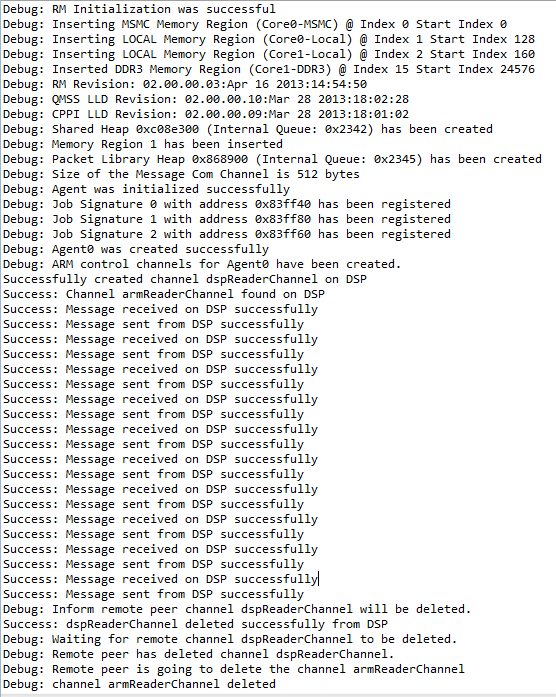 Debug: RM Initialization was successful
Debug: Inserting MSMC Memory Region (Core0-MSMC) @ Index 0 Start Index 0
Debug: Inserting LOCAL Memory Region (Core0-Local) @ Index 1 Start Index 128
Debug: Inserting LOCAL Memory Region (Core1-Local) @ Index 2 Start Index 160
Debug: Inserted DDR3 Memory Region (Core1-DDR3) @ Index 15 Start Index 24576
Debug: RM Revision: 02.00.00.03:Apr 16 2013:14:54:50
Debug: QMSS LLD Revision: 02.00.00.10:Mar 28 2013:18:02:28
Debug: CPPI LLD Revision: 02.00.00.09:Mar 28 2013:18:01:02
Debug: Shared Heap 0xc08e300 (Internal Queue: 0x2342) has been created
Debug: Memory Region 1 has been inserted
Debug: Packet Library Heap 0x868900 (Internal Queue: 0x2345) has been created
Debug: Size of the Message Com Channel is 512 bytes
Debug: Agent was initialized successfully
Debug: Job Signature 0 with address 0x83ff40 has been registered
Debug: Job Signature 1 with address 0x83ff80 has been registered
Debug: Job Signature 2 with address 0x83ff60 has been registered
Debug: Agent0 was created successfully
Debug: ARM control channels for Agent0 have been created.
Successfully created channel dspReaderChannel on DSP
Success: Channel armReaderChannel found on DSP
Success: Message received on DSP successfully
Success: Message sent from DSP successfully
Success: Message received on DSP successfully
Success: Message sent from DSP successfully
Success: Message received on DSP successfully
Success: Message sent from DSP successfully
Success: Message received on DSP successfully
Success: Message sent from DSP successfully
Success: Message received on DSP successfully
Success: Message sent from DSP successfully
Success: Message received on DSP successfully
Success: Message sent from DSP successfully
Success: Message received on DSP successfully
Success: Message sent from DSP successfully
Success: Message received on DSP successfully
Success: Message sent from DSP successfully
Success: Message received on DSP successfully
Success: Message sent from DSP successfully
Success: Message received on DSP successfully
Success: Message sent from DSP successfully
Debug: Inform remote peer channel dspReaderChannel will be deleted.
Success: dspReaderChannel deleted successfully from DSP
Debug: Waiting for remote channel dspReaderChannel to be deleted.
Debug: Remote peer has deleted channel dspReaderChannel.
Debug: Remote peer is going to delete the channel armReaderChannel
Debug: channel armReaderChannel deleted